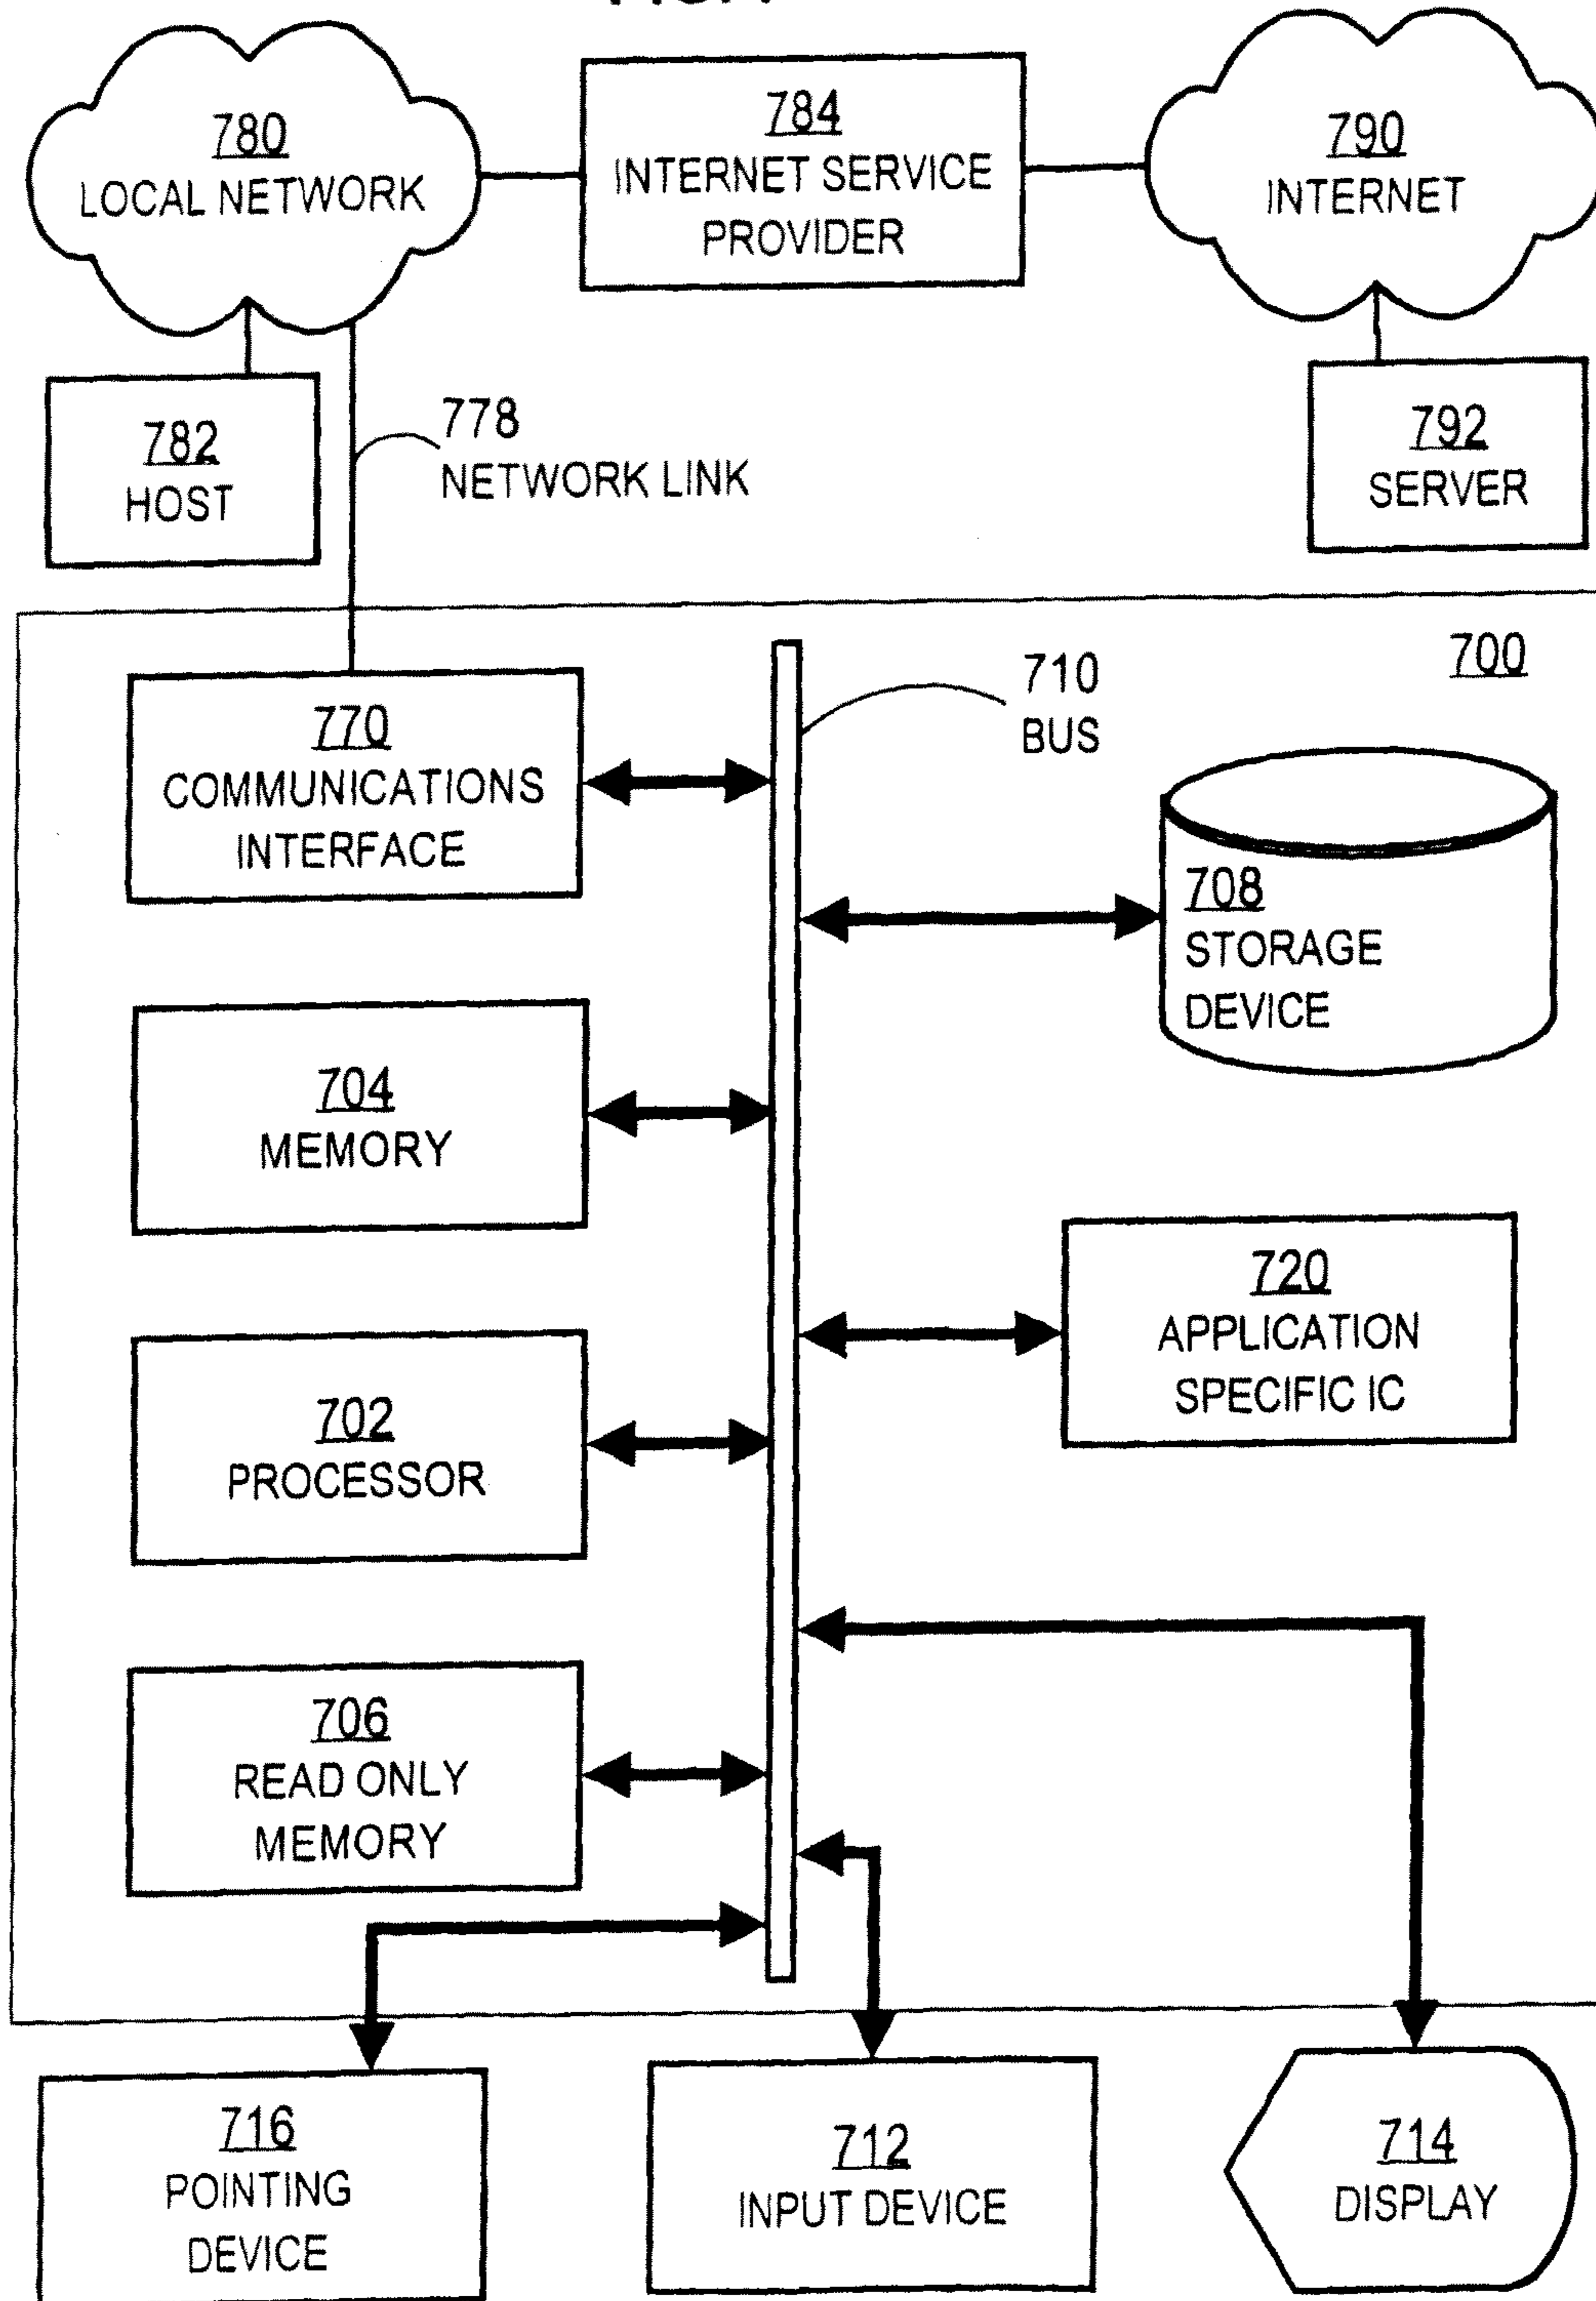 780
LOCAL NETWORK
784
INTERNET SERVICE
PROVIDER
790
INTERNET
782
HOST
778
NETWORK LINK
792
SERVER
700
770
COMMUNICATIONS
INTERFACE
710
BUS
708
STORAGE
DEVICE
704
MEMORY
720
APPLICATION
SPECIFIC IC
702
PROCESSOR
706
READ ONLY
MEMORY
716
POINTING
DEVICE
712
INPUT DEVICE
714
DISPLAY